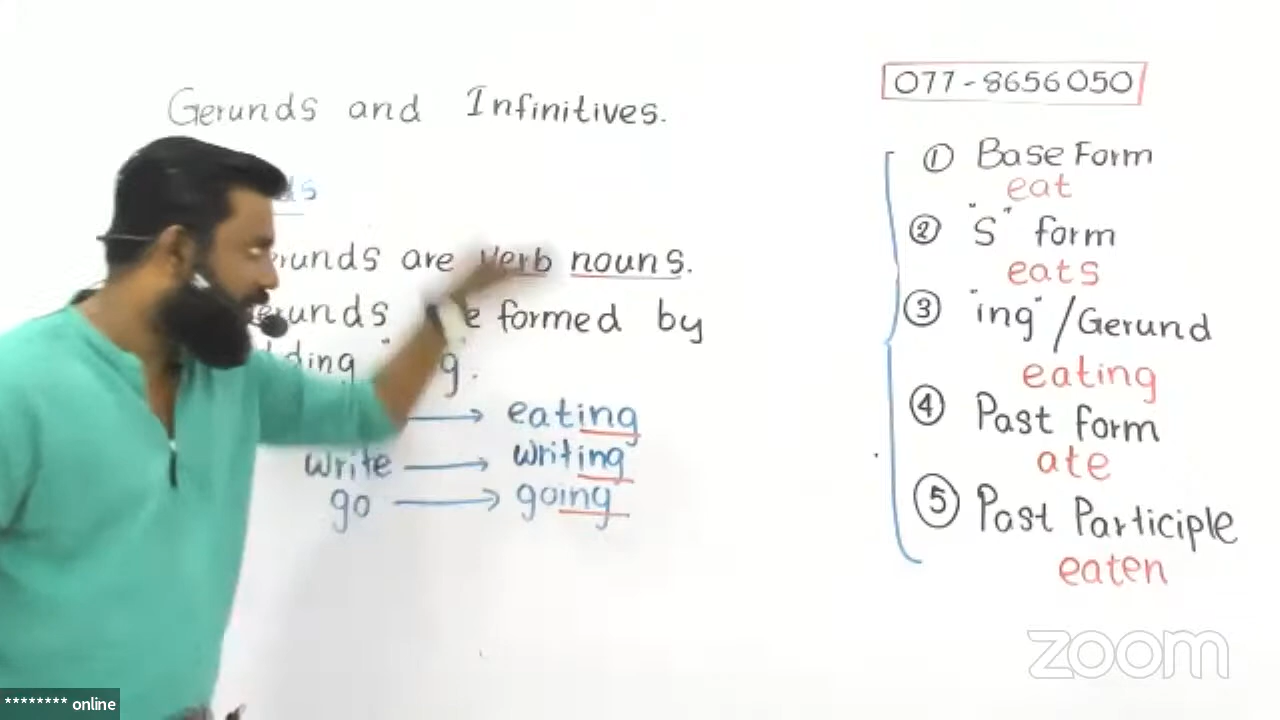 Gerunds and Infinitives.
are verb nouns.
formed by
eating
write → writing
go → going
077-8656050
① Base Form
eat
② "S" form
eats
③ "ing" / Gerund
eating
④ Past form
ate
⑤ Past Participle
eaten
zoom
******** online